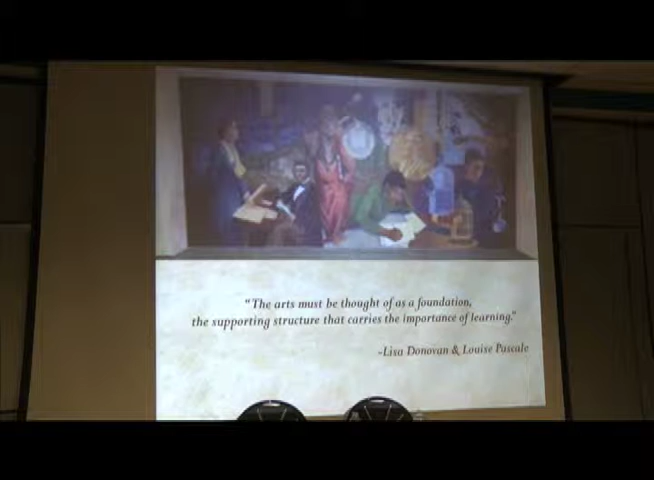 “The arts must be thought of as a foundation,
the supporting structure that carries the importance of learning.”
-Lisa Donovan & Louise Pascale